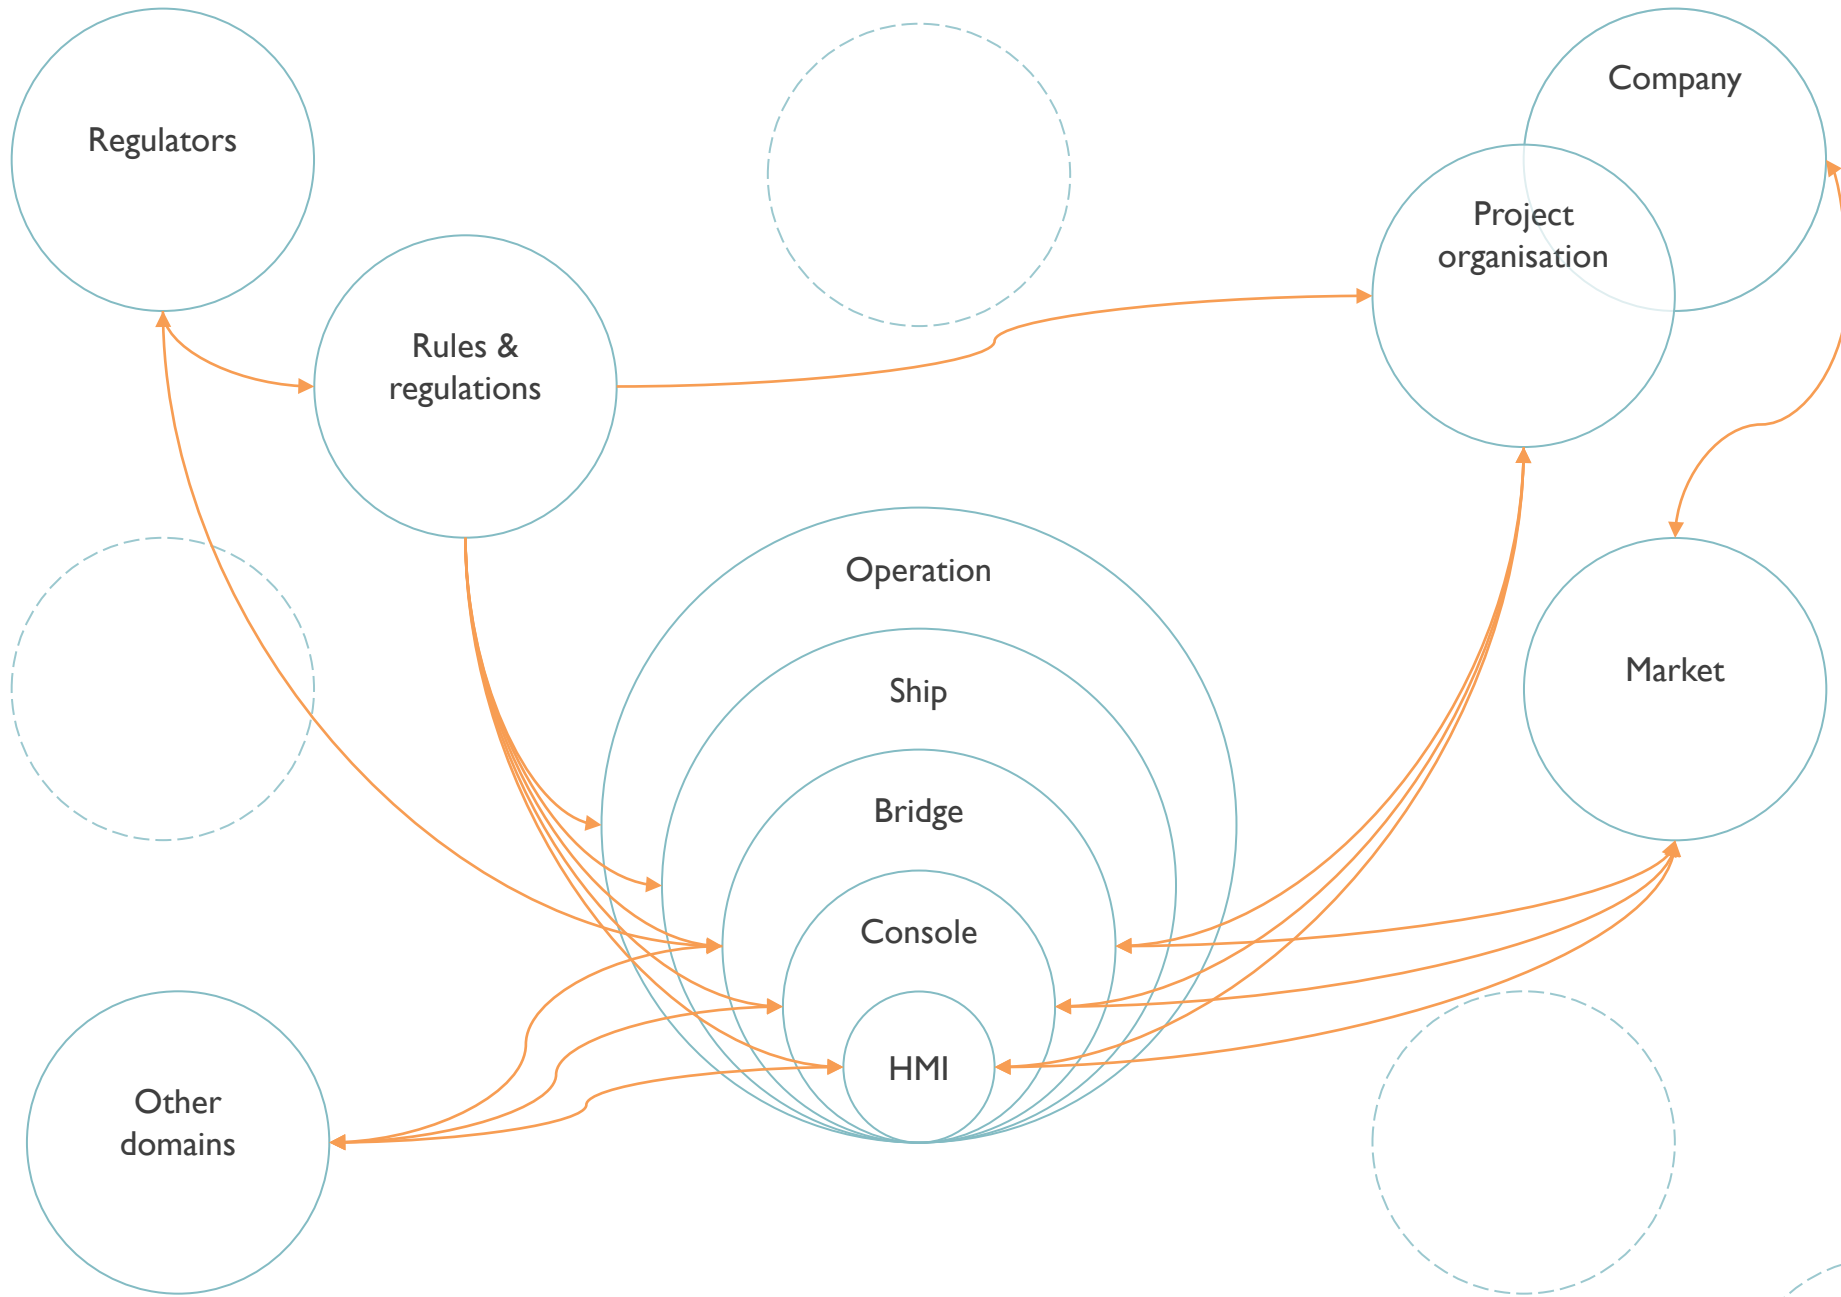 Company
Regulators
Project
organisation
Rules &
regulations
Operation
Market
Ship
Bridge
Console
HMI
Other
domains